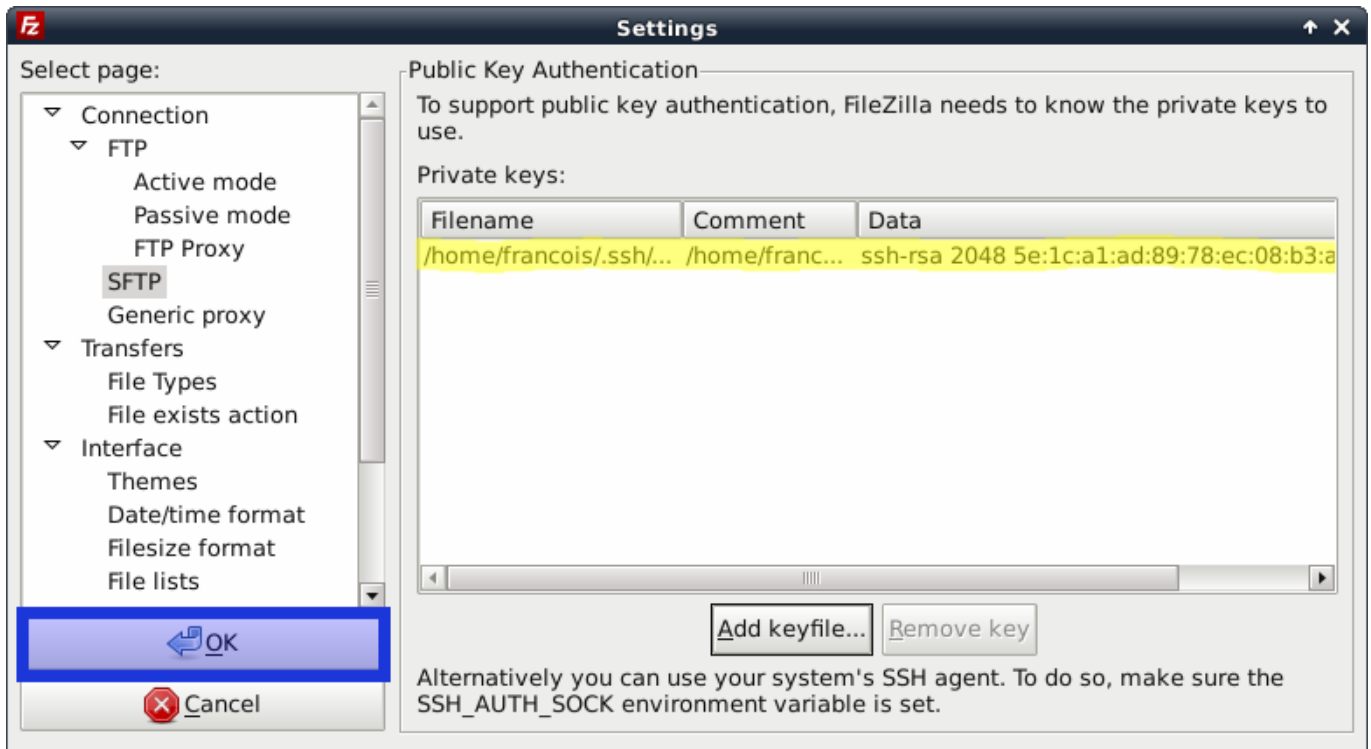 Fz
Settings
Select page:
Connection
FTP
Active mode
Passive mode
FTP Proxy
SFTP
Generic proxy
Transfers
File Types
File exists action
Interface
Themes
Date/time format
Filesize format
File lists
OK
Cancel
Public Key Authentication
To support public key authentication, FileZilla needs to know the private keys to
use.
Private keys:
Filename Comment Data
/home/francois/.ssh/... /home/franc... ssh-rsa 2048 5e:1c:a1:ad:89:78:ec:08:b3:a
Add keyfile... Remove key
Alternatively you can use your system's SSH agent. To do so, make sure the
SSH_AUTH_SOCK environment variable is set.